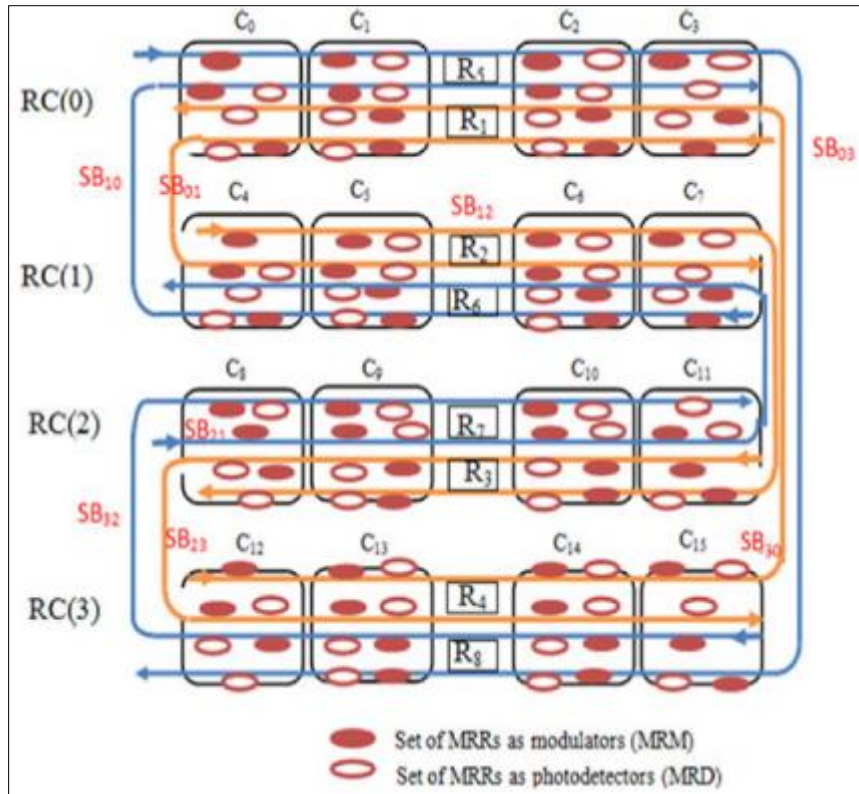 C₀ C₁ C₂ C₃
R₅
RC(0)
R₁
SB₀₃
SB₁₀ SB₀₁
C₄ C₅ SB₁₂ C₆ C₇
R₂
RC(1)
R₆
C₈ C₉ C₁₀ C₁₁
RC(2) R₇
SB₂₁
R₃
SB₃₂
SB₂₃ C₁₂ C₁₃ C₁₄ C₁₅ SB₃₀
R₄
RC(3)
R₈
Set of MRRs as modulators (MRM)
Set of MRRs as photodetectors (MRD)